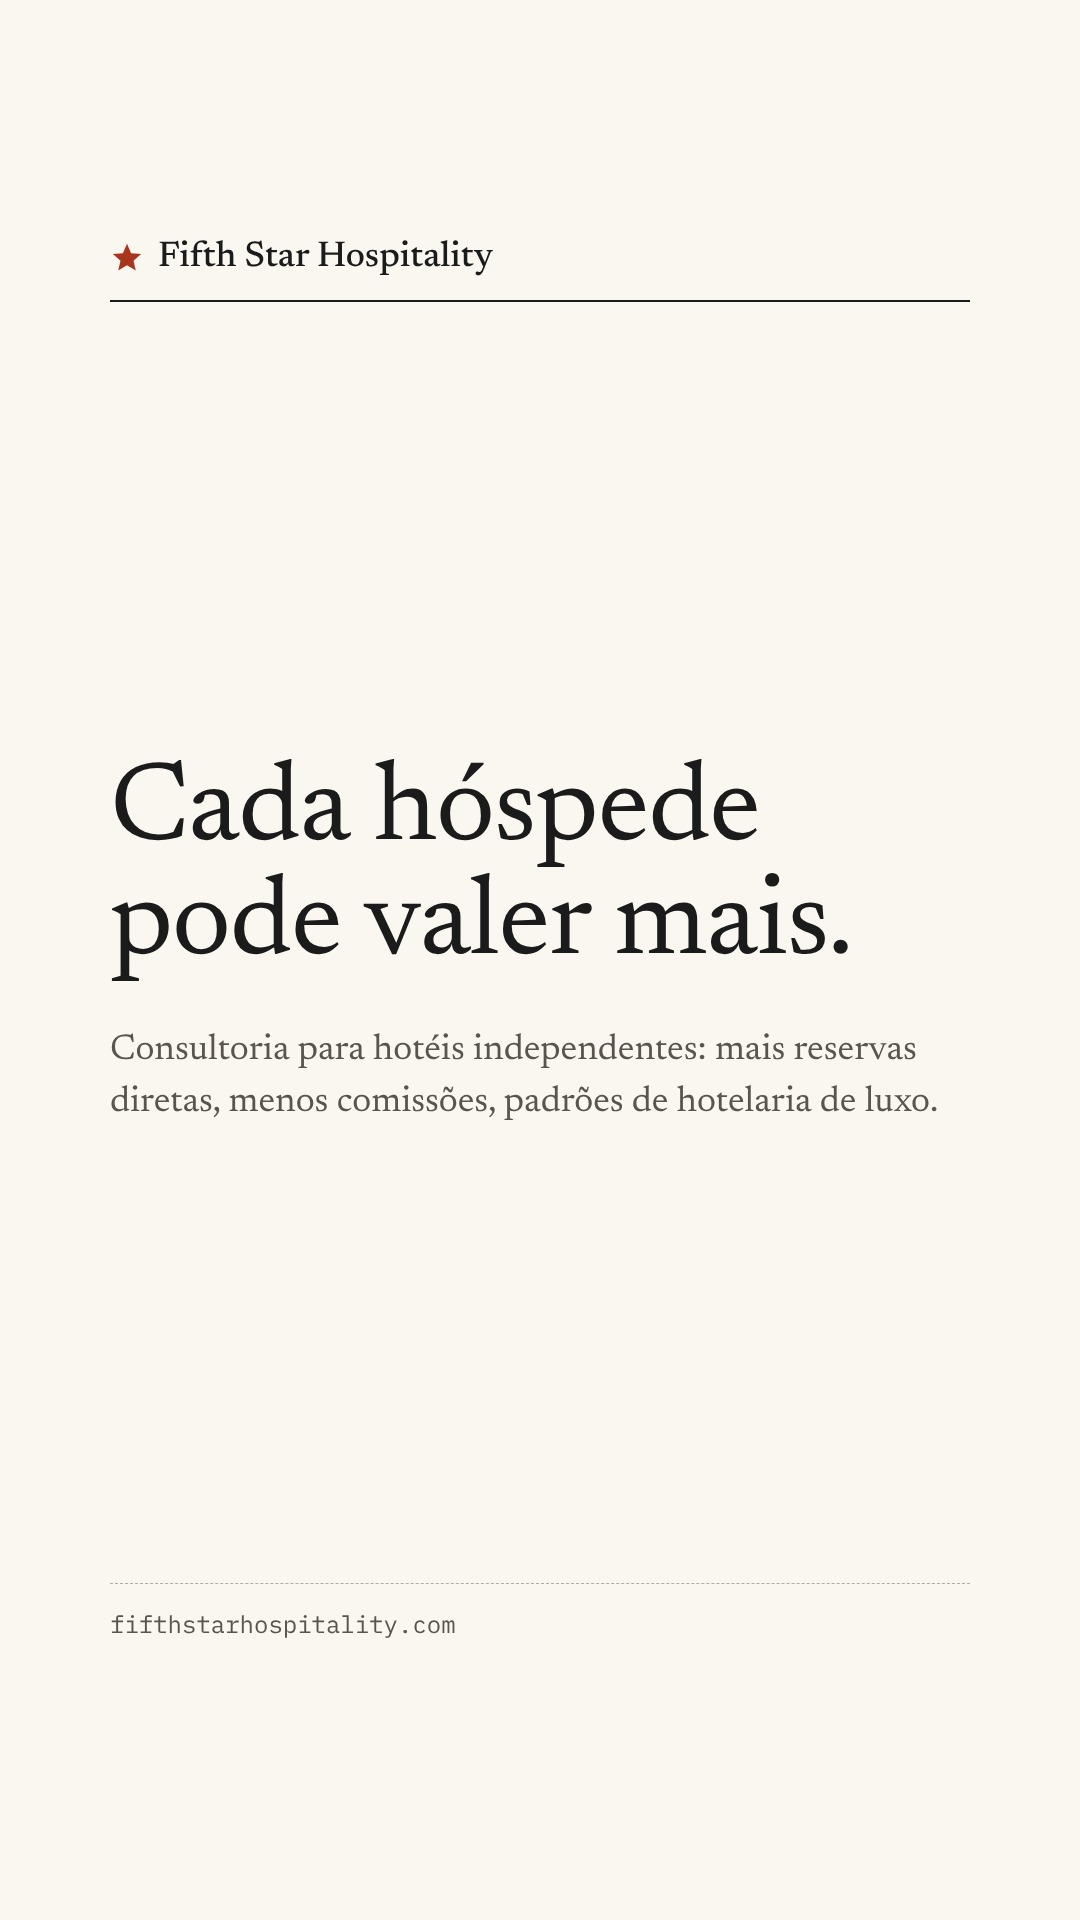 Fifth Star Hospitality
Cada hóspede
pode valer mais.
Consultoria para hotéis independentes: mais reservas
diretas, menos comissões, padrões de hotelaria de luxo.
fifthstarhospitality.com